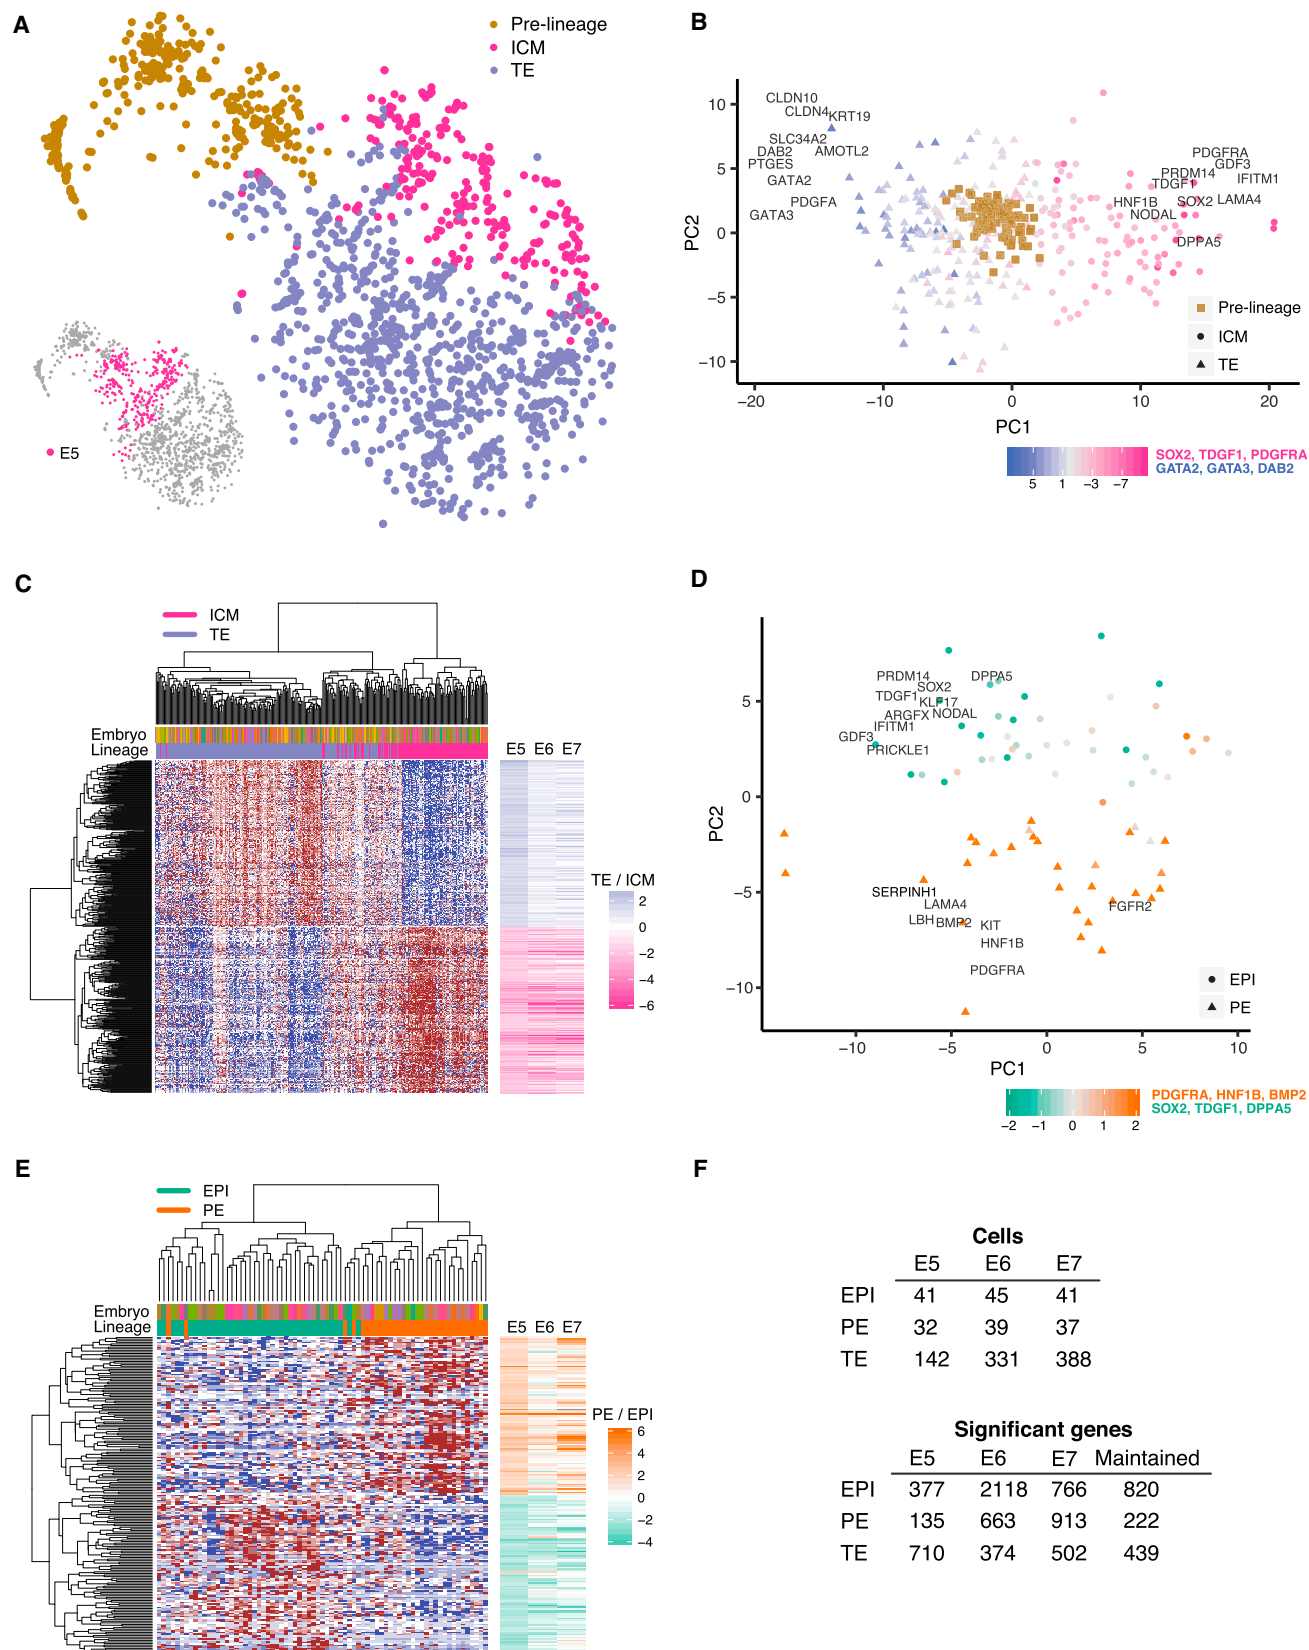 A
Pre-lineage
ICM
TE
E5
B
PC2
10
5
0
−5
−10
CLDN10
CLDN4
KRT19
SLC34A2
DAB2
AMOTL2
PTGES
GATA2
PDGFA
GATA3
PDGFRA
GDF3
PRDM14
IFITM1
TDGF1
HNF1B
SOX2
LAMA4
NODAL
DPPA5
Pre-lineage
ICM
TE
−20
−10
0
10
20
PC1
SOX2, TDGF1, PDGFRA
GATA2, GATA3, DAB2
5 1 −3 −7
C
ICM
TE
Embryo
Lineage
E5 E6 E7
TE / ICM
2
0
−2
−4
−6
D
PC2
5
0
−5
−10
PRDM14
DPPA5
SOX2
TDGF1
KLF17
ARGFX
NODAL
IFITM1
GDF3
PRICKLE1
SERPINH1
LAMA4
FGFR2
LBH
BMP2
KIT
HNF1B
PDGFRA
EPI
PE
−10
−5
0
5
10
PC1
PDGFRA, HNF1B, BMP2
SOX2, TDGF1, DPPA5
−2 −1 0 1 2
E
EPI
PE
Embryo
Lineage
E5 E6 E7
PE / EPI
6
4
2
0
−2
−4
F
Cells
E5 E6 E7
EPI 41 45 41
PE 32 39 37
TE 142 331 388
Significant genes
E5 E6 E7 Maintained
EPI 377 2118 766 820
PE 135 663 913 222
TE 710 374 502 439